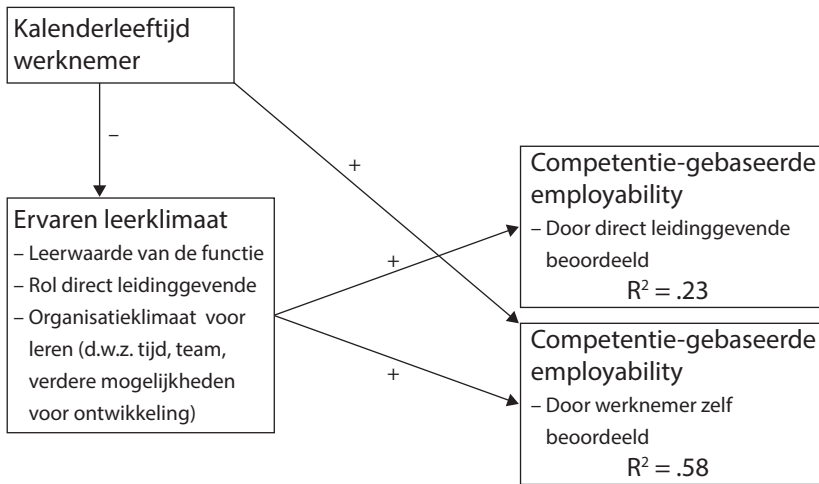 Kalenderleeftijd
werknemer
–
+
Ervaren leerklimaat
– Leerwaarde van de functie
– Rol direct leidinggevende
– Organisatieklimaat voor
leren (d.w.z. tijd, team,
verdere mogelijkheden
voor ontwikkeling)
+
+
Competentie-gebaseerde
employability
– Door direct leidinggevende
beoordeeld
R² = .23
Competentie-gebaseerde
employability
– Door werknemer zelf
beoordeeld
R² = .58